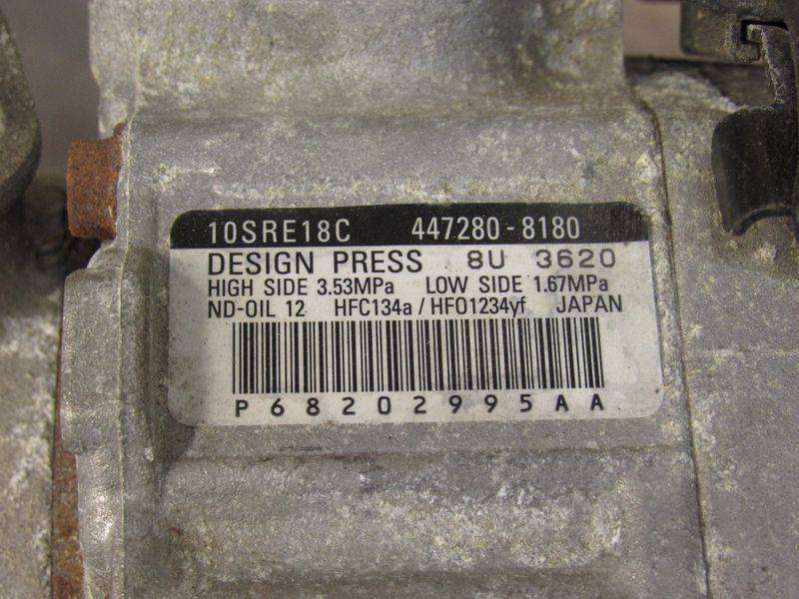 10SRE18C 447280-8180
DESIGN PRESS 8U 3620
HIGH SIDE 3.53MPa LOW SIDE 1.67MPa
ND-OIL 12 HFC134a/HFO1234yf JAPAN
P68202995AA